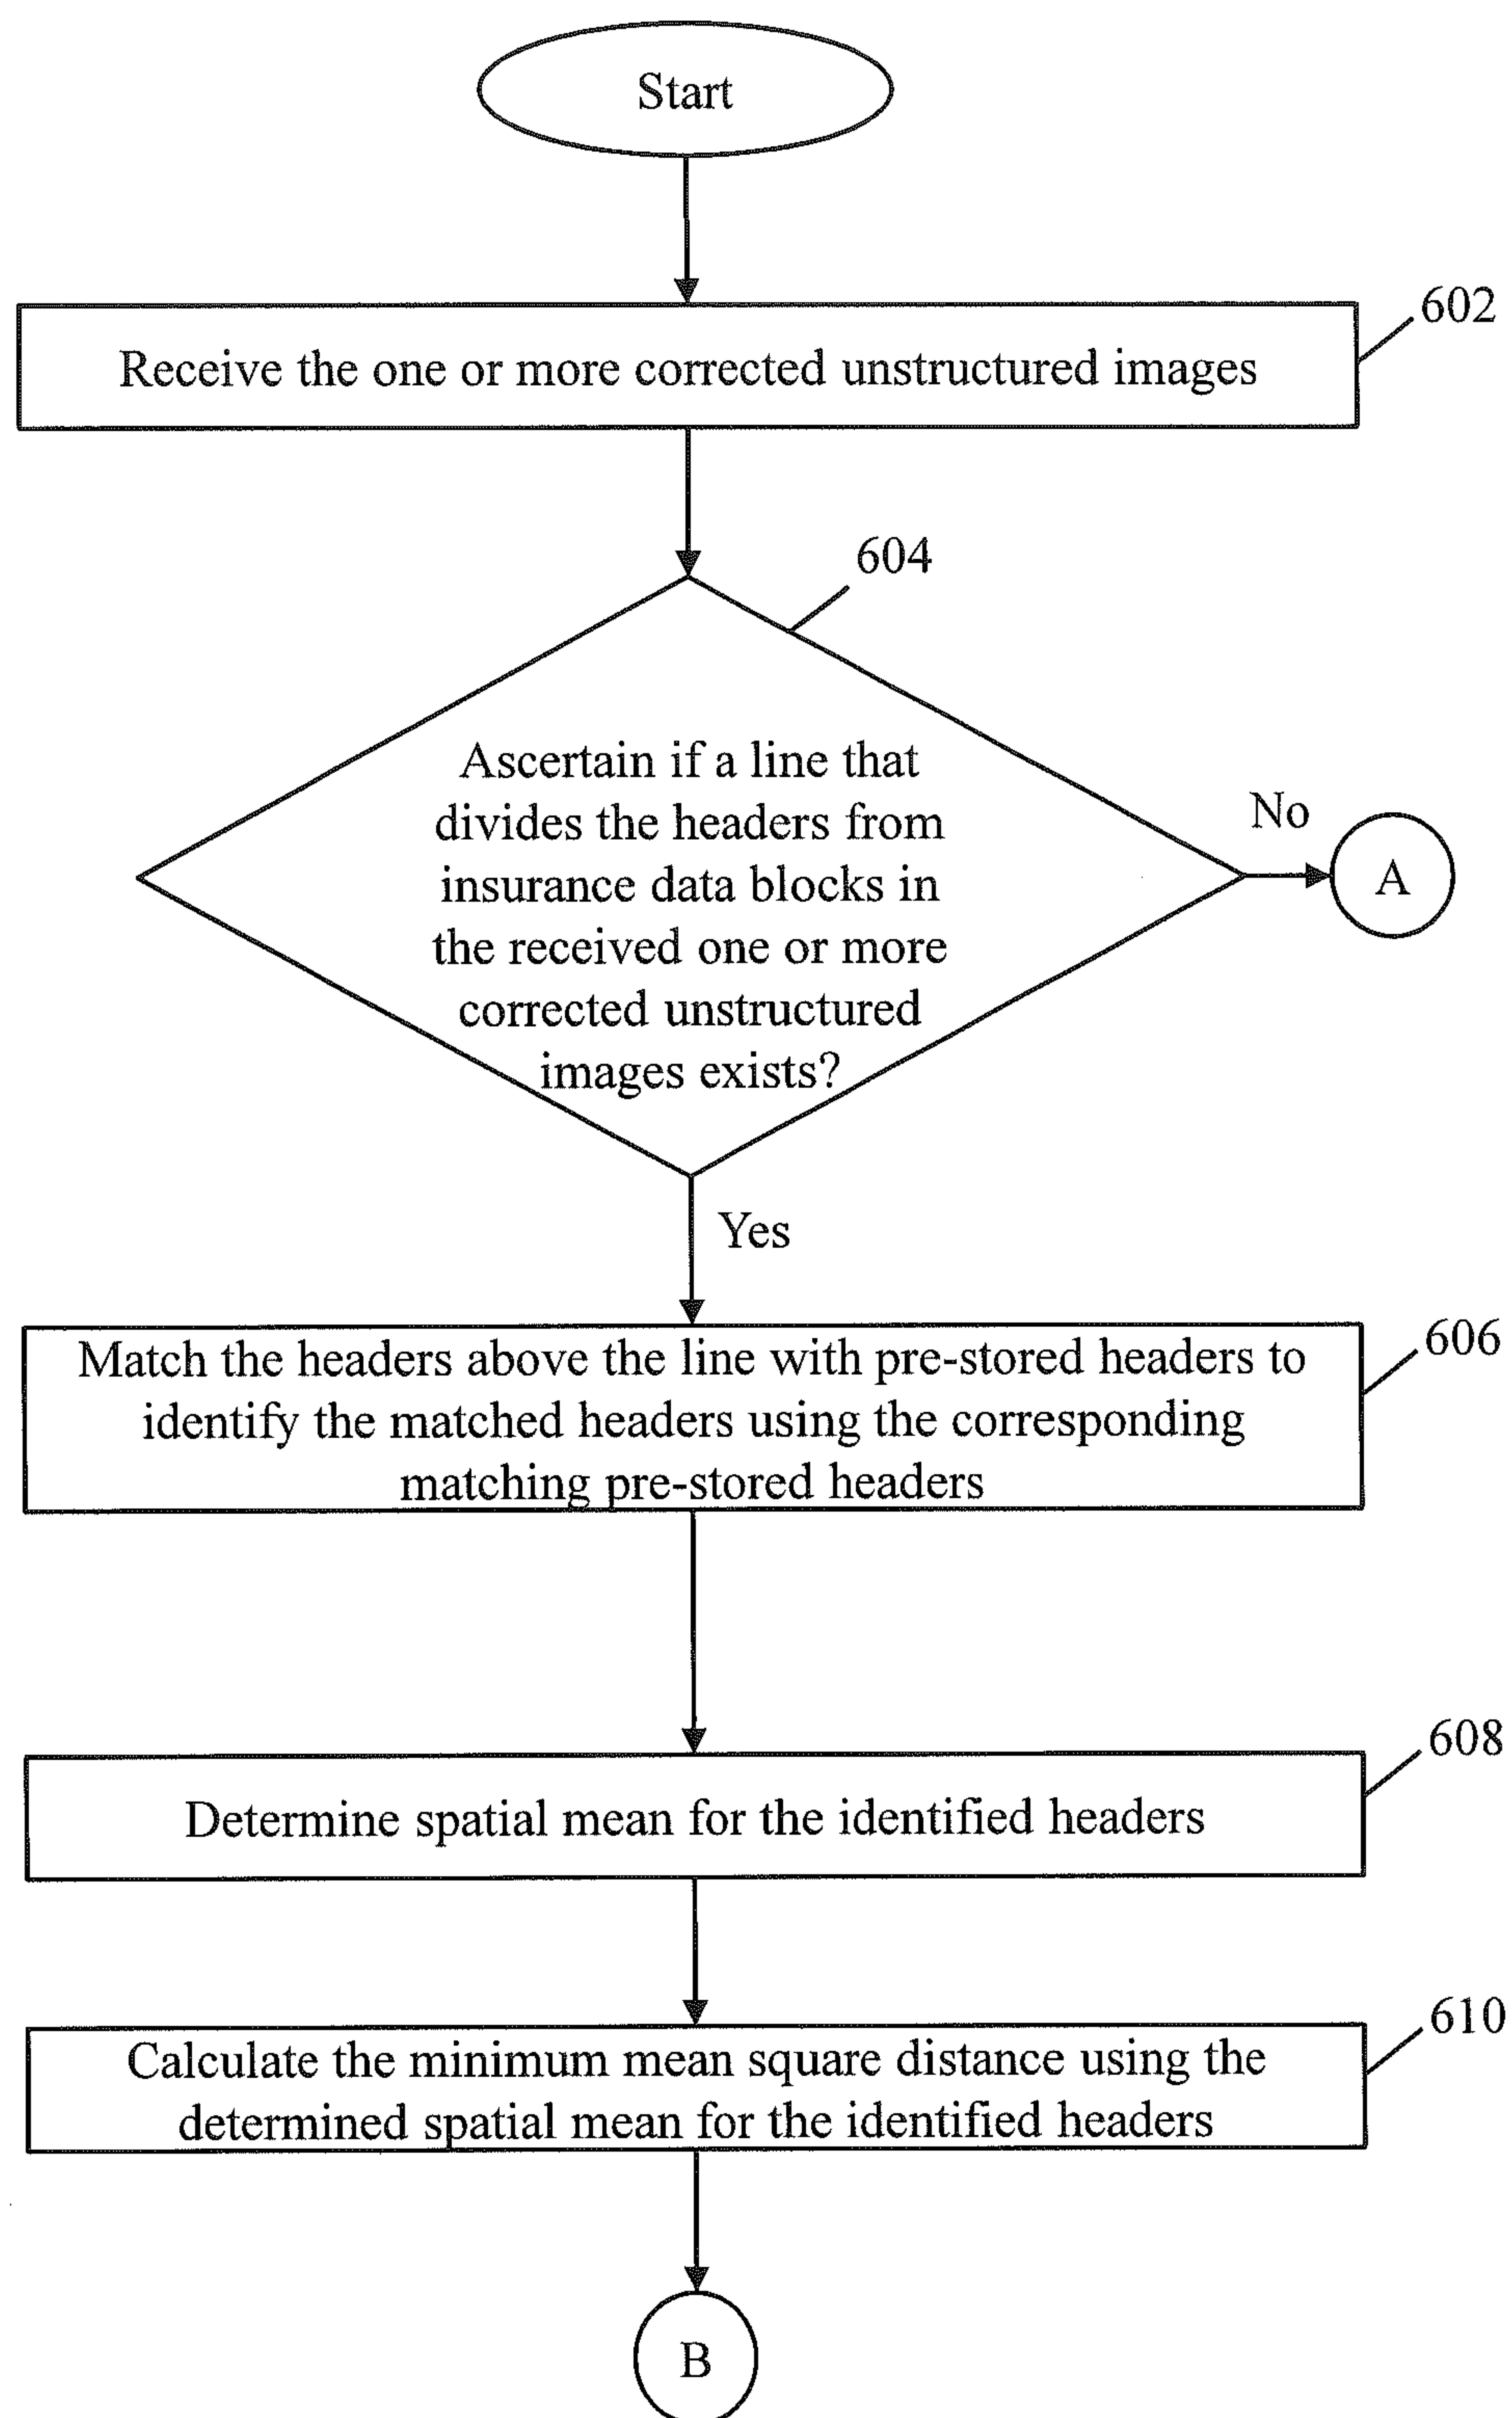 Start
602
Receive the one or more corrected unstructured images
604
Ascertain if a line that
divides the headers from
insurance data blocks in
the received one or more
corrected unstructured
images exists?
No
A
Yes
606
Match the headers above the line with pre-stored headers to
identify the matched headers using the corresponding
matching pre-stored headers
608
Determine spatial mean for the identified headers
610
Calculate the minimum mean square distance using the
determined spatial mean for the identified headers
B